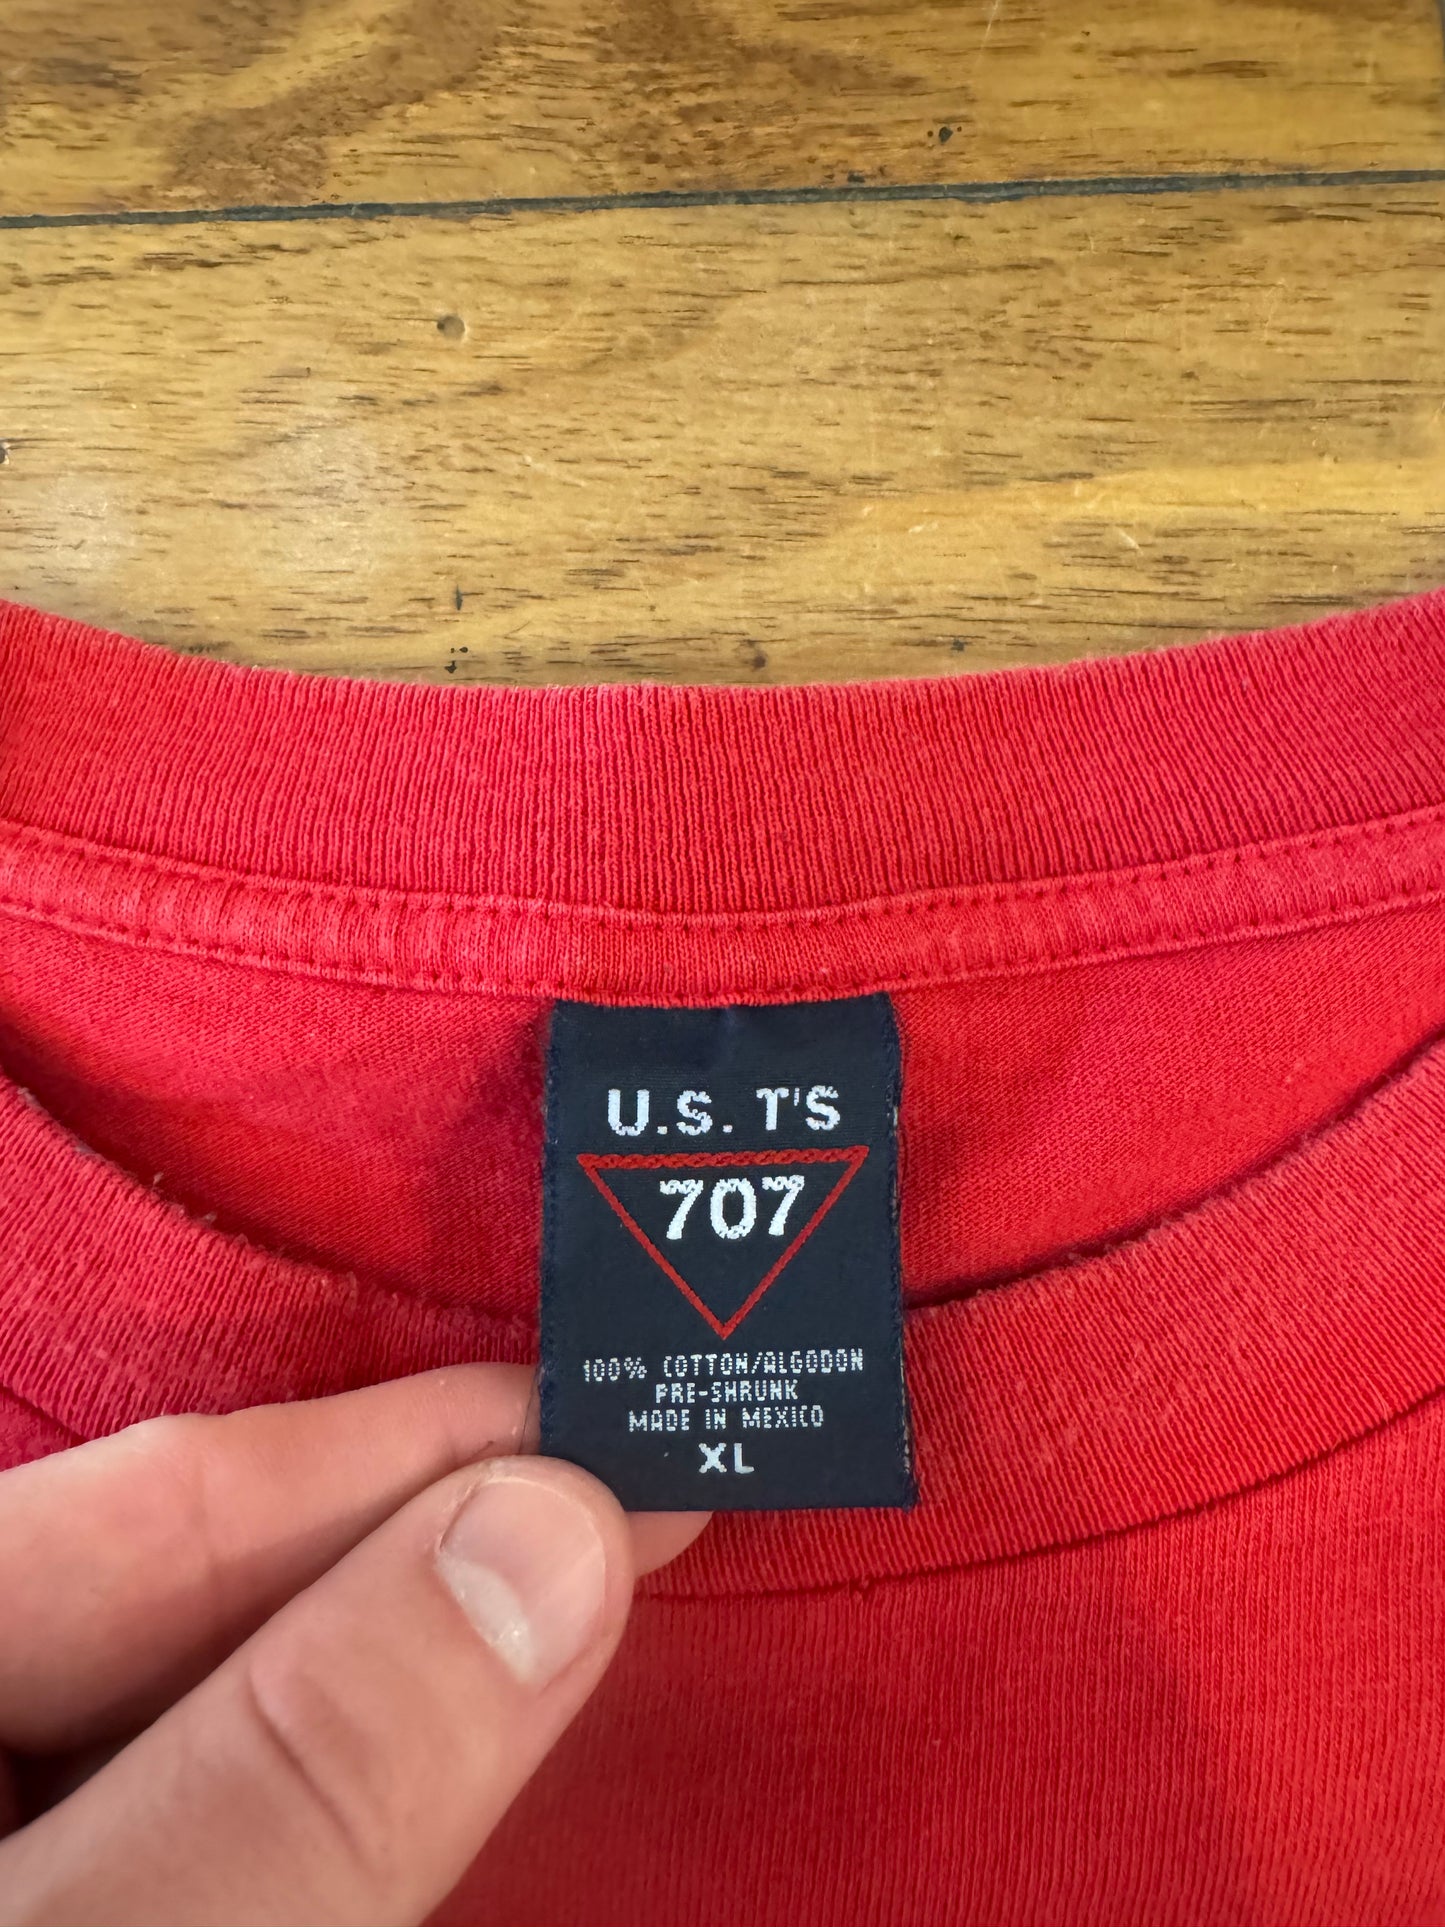 U.S. T'S
707
100% COTTON/ALGODON
PRE-SHRUNK
MADE IN MEXICO
XL